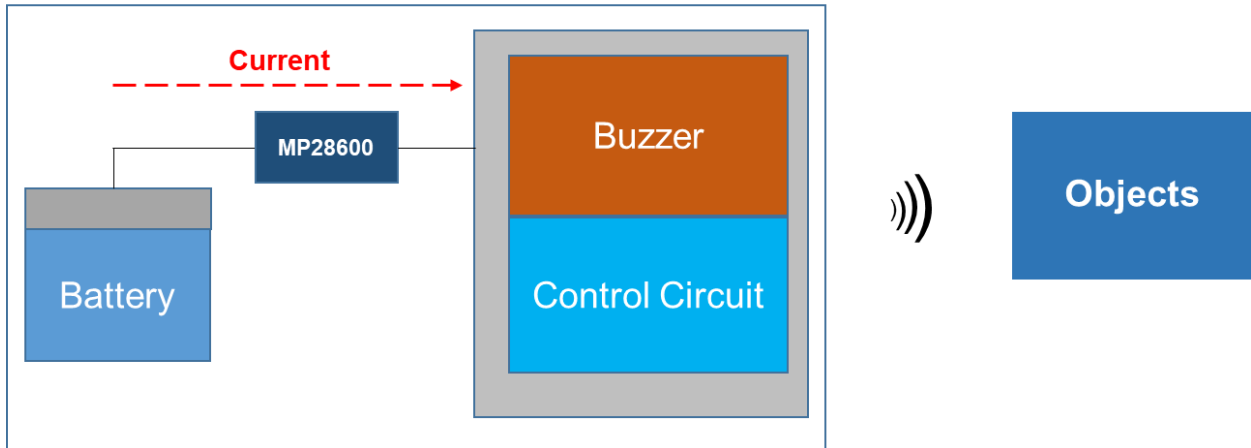 Current
MP28600
Buzzer
Objects
Battery
Control Circuit